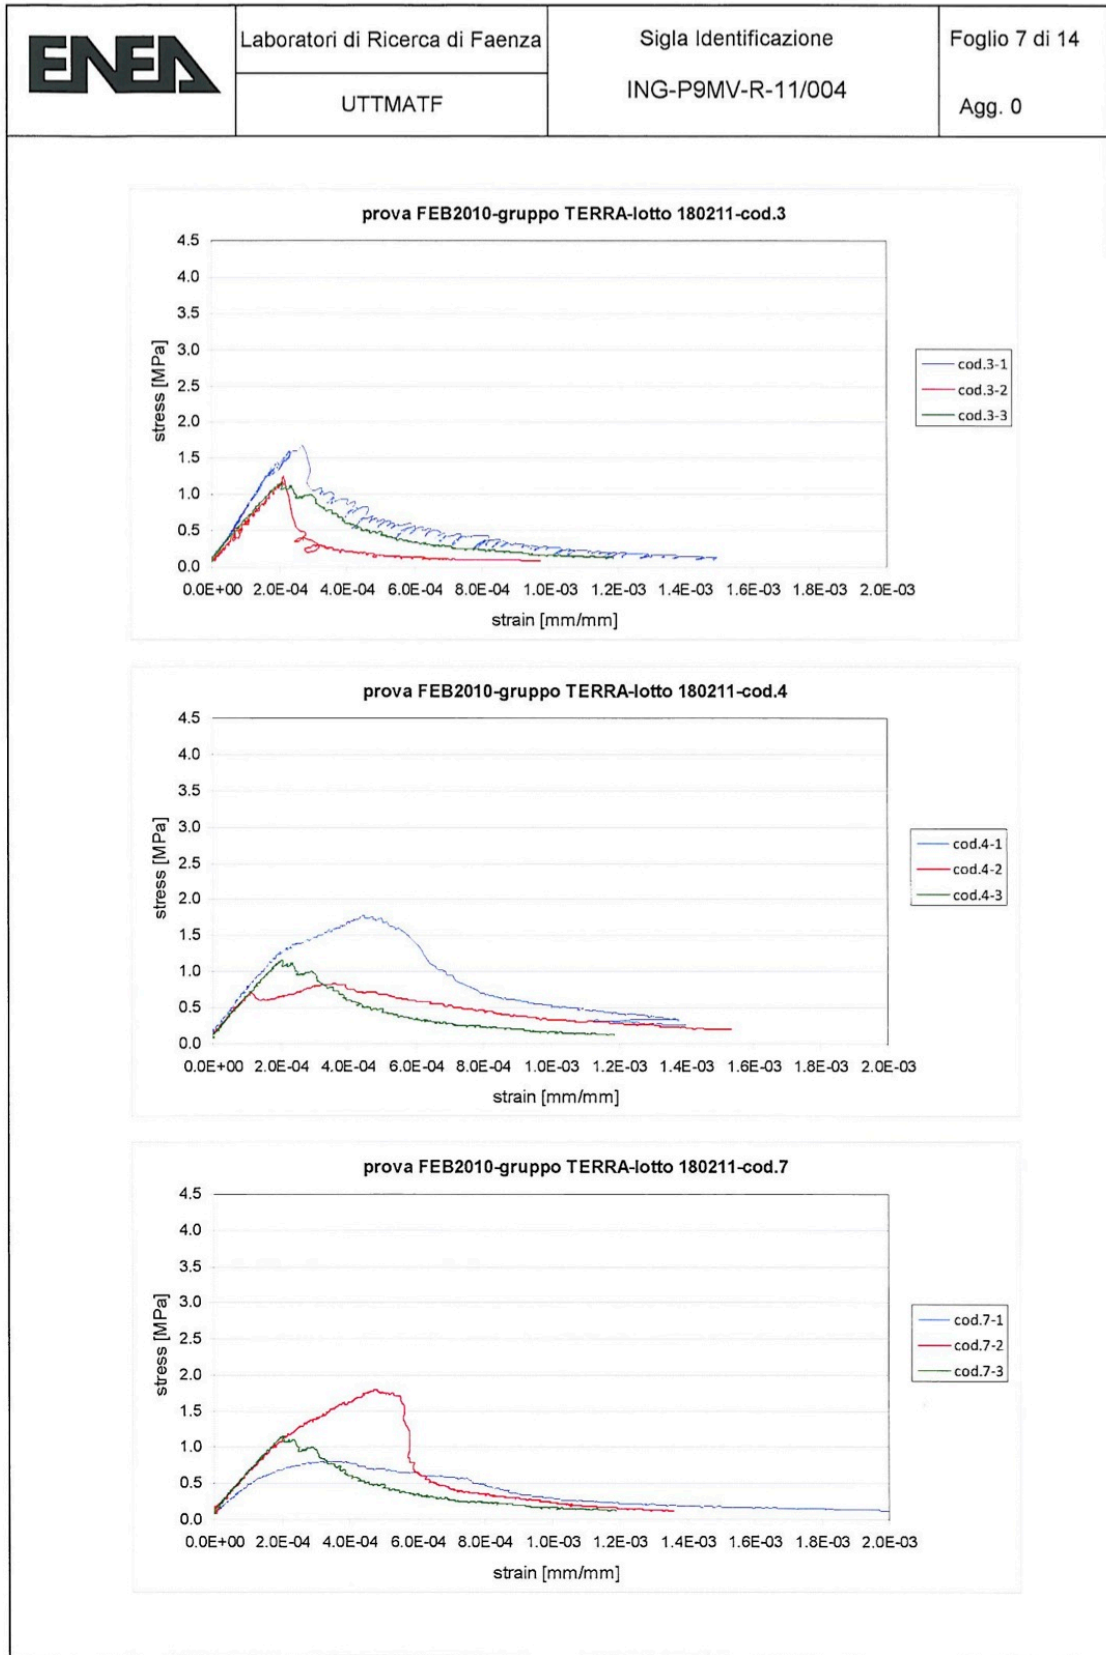 ENEA
Laboratori di Ricerca di Faenza
UTTMATF
Sigla Identificazione
ING-P9MV-R-11/004
Foglio 7 di 14
Agg. 0
prova FEB2010-gruppo TERRA-lotto 180211-cod.3
4.5
4.0
3.5
3.0
2.5
2.0
1.5
1.0
0.5
0.0
stress [MPa]
0.0E+00 2.0E-04 4.0E-04 6.0E-04 8.0E-04 1.0E-03 1.2E-03 1.4E-03 1.6E-03 1.8E-03 2.0E-03
strain [mm/mm]
cod.3-1
cod.3-2
cod.3-3
prova FEB2010-gruppo TERRA-lotto 180211-cod.4
4.5
4.0
3.5
3.0
2.5
2.0
1.5
1.0
0.5
0.0
stress [MPa]
0.0E+00 2.0E-04 4.0E-04 6.0E-04 8.0E-04 1.0E-03 1.2E-03 1.4E-03 1.6E-03 1.8E-03 2.0E-03
strain [mm/mm]
cod.4-1
cod.4-2
cod.4-3
prova FEB2010-gruppo TERRA-lotto 180211-cod.7
4.5
4.0
3.5
3.0
2.5
2.0
1.5
1.0
0.5
0.0
stress [MPa]
0.0E+00 2.0E-04 4.0E-04 6.0E-04 8.0E-04 1.0E-03 1.2E-03 1.4E-03 1.6E-03 1.8E-03 2.0E-03
strain [mm/mm]
cod.7-1
cod.7-2
cod.7-3